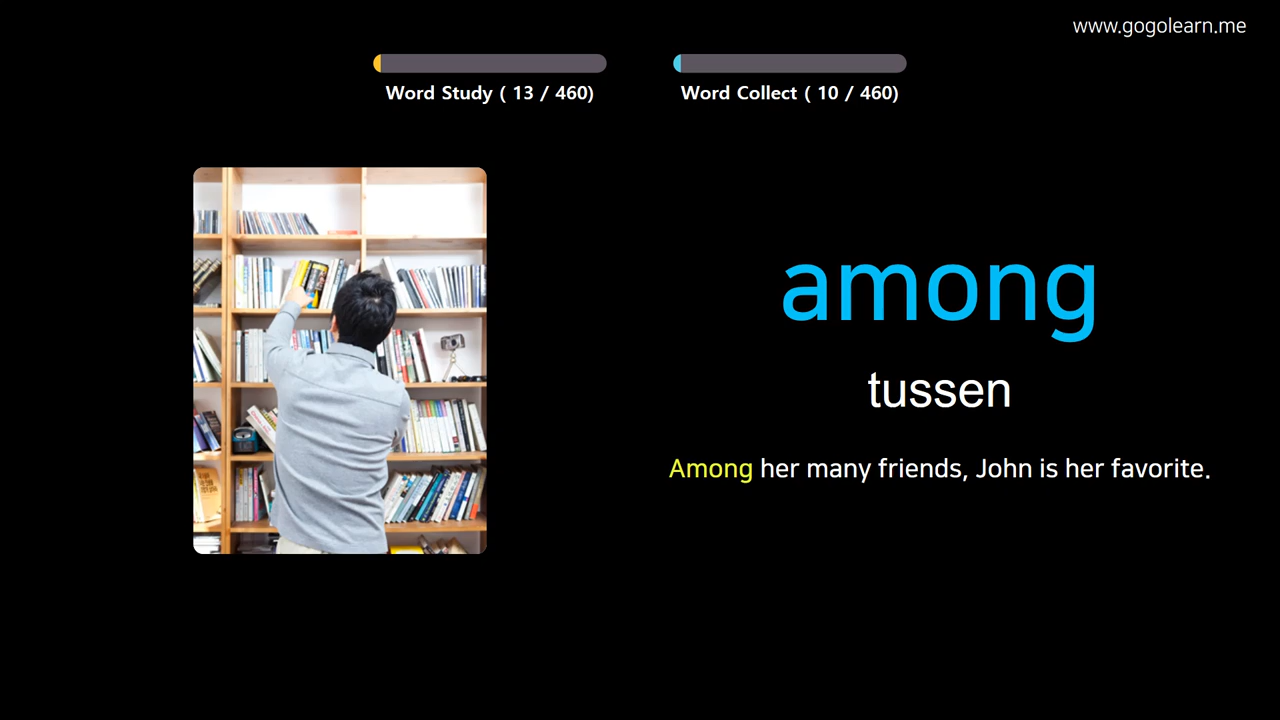 www.gogolearn.me
Word Study ( 13 / 460)
Word Collect ( 10 / 460)
among
tussen
Among her many friends, John is her favorite.